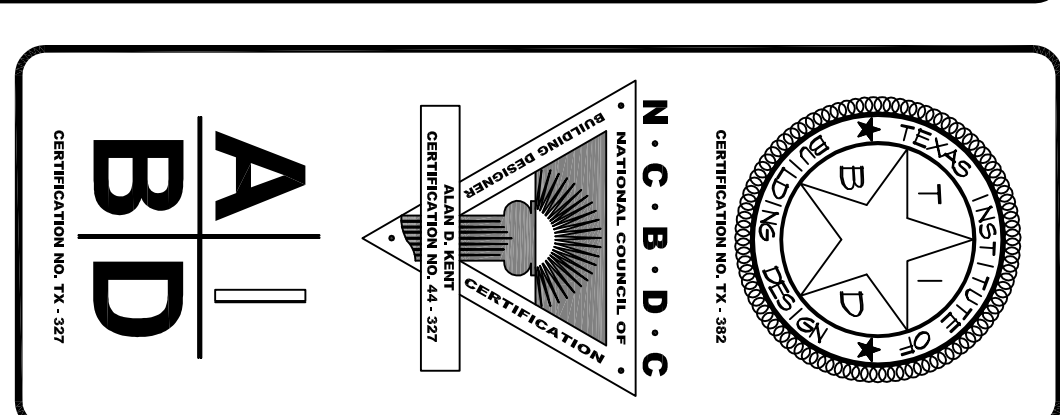 TEXAS INSTITUTE OF
BUILDING DESIGN
T I
B D
CERTIFICATION NO. TX - 382
N · C · B · D · C
NATIONAL COUNCIL OF
BUILDING DESIGNER
CERTIFICATION
ALAN D. KENT
CERTIFICATION NO. 44 - 327
A I
B D
CERTIFICATION NO. TX - 327